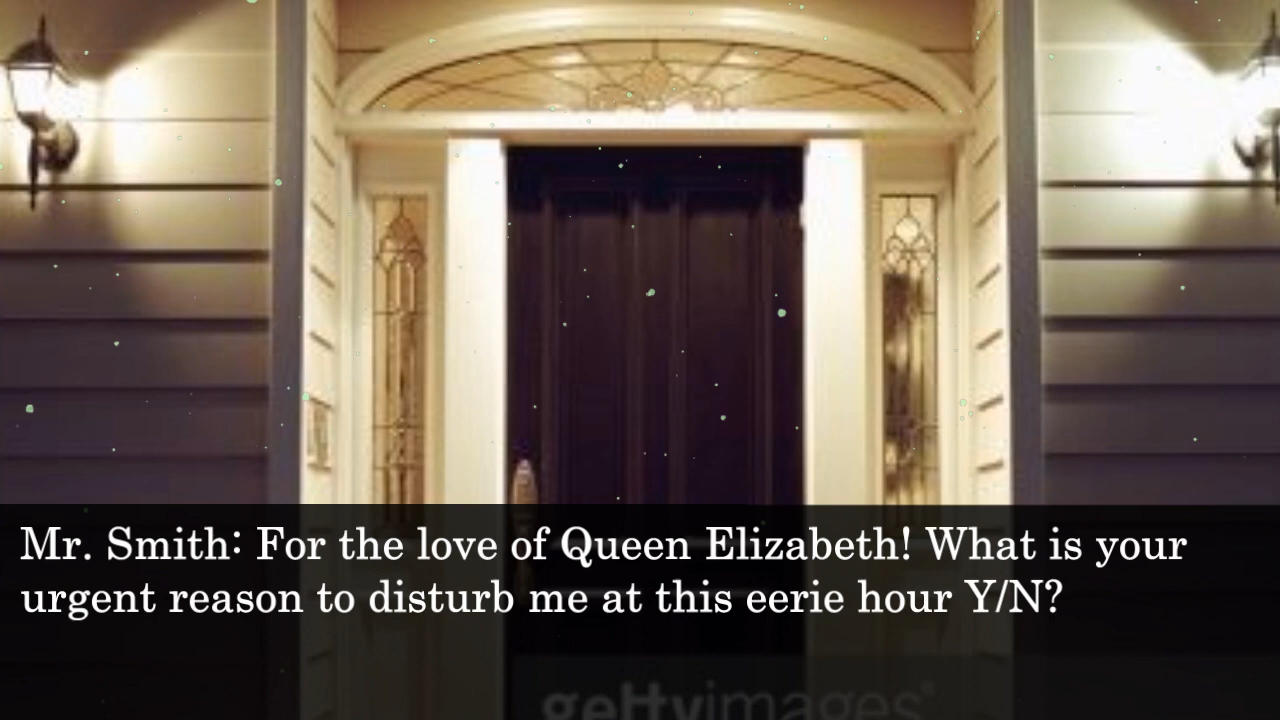 Mr. Smith: For the love of Queen Elizabeth! What is your
urgent reason to disturb me at this eerie hour Y/N?
gettyimages®